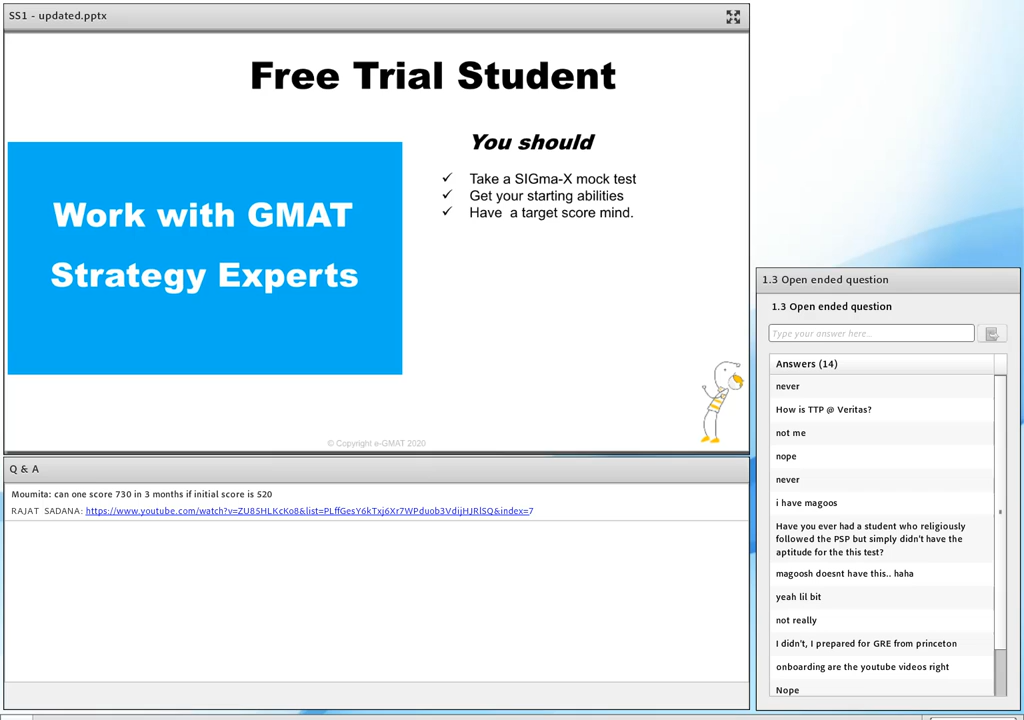 SS1 - updated.pptx
Free Trial Student
You should
Take a SIGma-X mock test
Get your starting abilities
Have a target score mind.
Work with GMAT
Strategy Experts
© Copyright e-GMAT 2020
Q & A
Moumita: can one score 730 in 3 months if initial score is 520
RAJAT SADANA: https://www.youtube.com/watch?v=ZU85HLKcKo8&list=PLffGesY6kTxj6Xr7WPduob3VdijHJRlSQ&index=7
1.3 Open ended question
1.3 Open ended question
Type your answer here...
Answers (14)
never
How is TTP @ Veritas?
not me
nope
never
i have magoos
Have you ever had a student who religiously
followed the PSP but simply didn't have the
aptitude for the this test?
magoosh doesnt have this.. haha
yeah lil bit
not really
I didn't, I prepared for GRE from princeton
onboarding are the youtube videos right
Nope